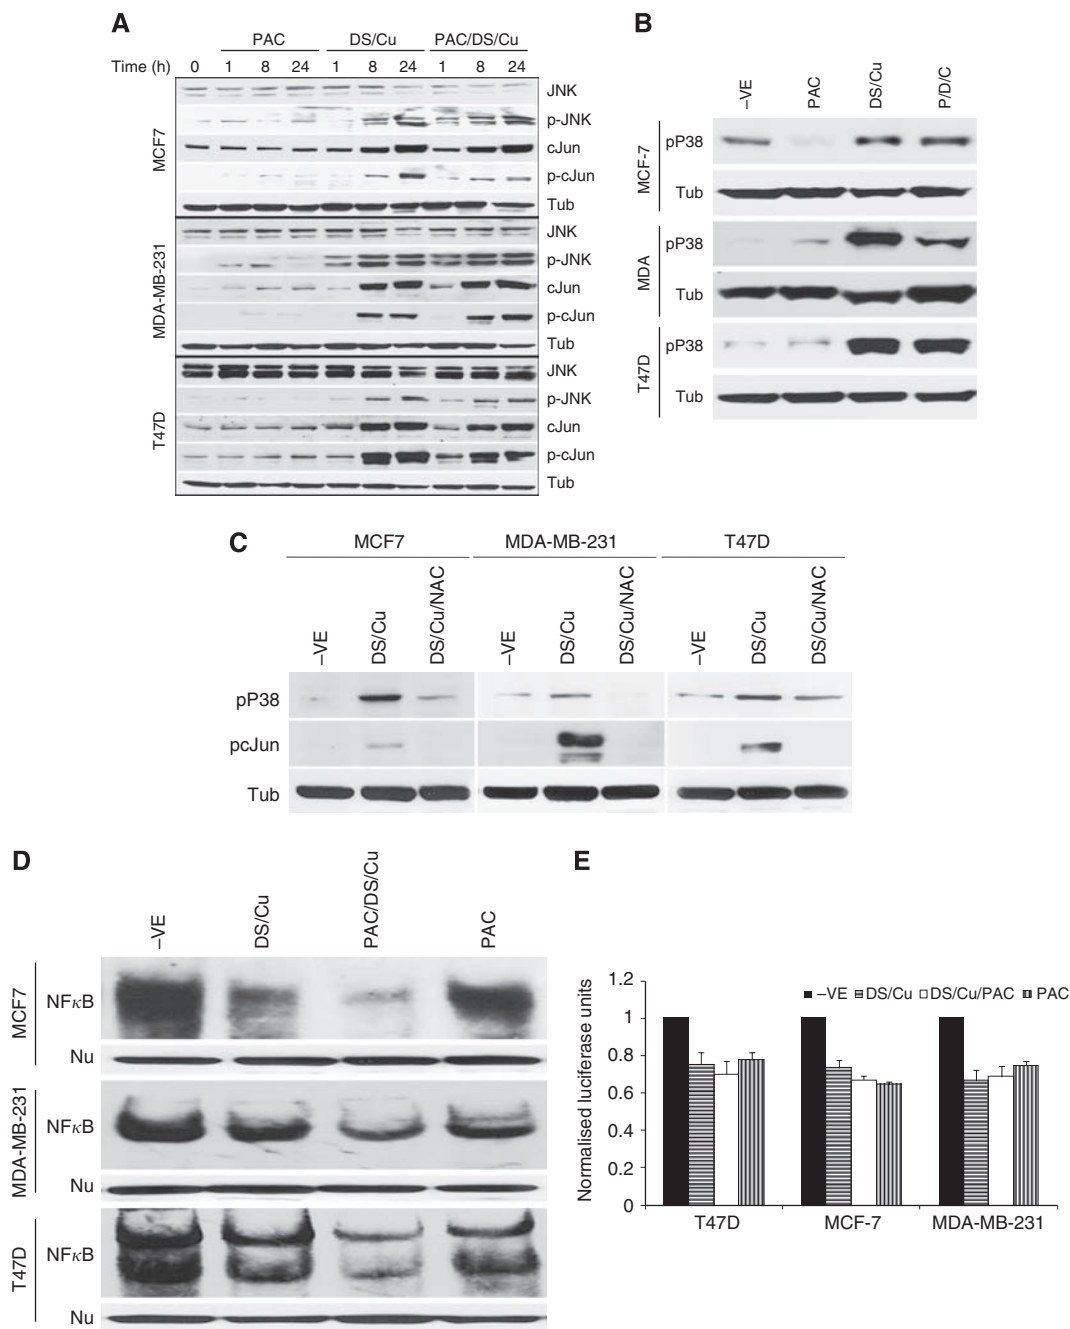 A
PAC DS/Cu PAC/DS/Cu
Time (h) 0 1 8 24 1 8 24 1 8 24
MCF7
JNK
p-JNK
cJun
p-cJun
Tub
MDA-MB-231
JNK
p-JNK
cJun
p-cJun
Tub
T47D
JNK
p-JNK
cJun
p-cJun
Tub
B
–VE PAC DS/Cu P/D/C
MCF-7
pP38
Tub
MDA
pP38
Tub
T47D
pP38
Tub
C
MCF7 MDA-MB-231 T47D
–VE DS/Cu DS/Cu/NAC –VE DS/Cu DS/Cu/NAC –VE DS/Cu DS/Cu/NAC
pP38
pcJun
Tub
D
–VE DS/Cu PAC/DS/Cu PAC
MCF7
NFκB
Nu
MDA-MB-231
NFκB
Nu
T47D
NFκB
Nu
E
Normalised luciferase units
1.2
1
0.8
0.6
0.4
0.2
0
–VE DS/Cu DS/Cu/PAC PAC
T47D MCF-7 MDA-MB-231